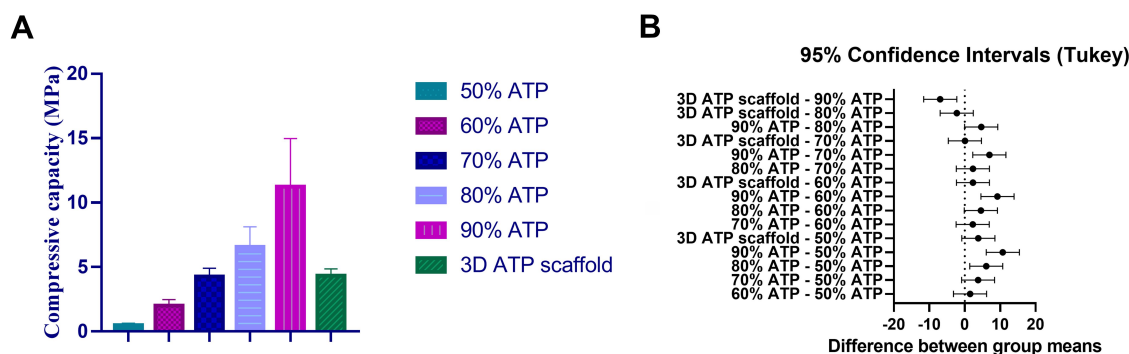 A
Compressive capacity (MPa)
20
15
10
5
0
50% ATP
60% ATP
70% ATP
80% ATP
90% ATP
3D ATP scaffold
B
95% Confidence Intervals (Tukey)
3D ATP scaffold - 90% ATP
3D ATP scaffold - 80% ATP
90% ATP - 80% ATP
3D ATP scaffold - 70% ATP
90% ATP - 70% ATP
80% ATP - 70% ATP
3D ATP scaffold - 60% ATP
90% ATP - 60% ATP
80% ATP - 60% ATP
70% ATP - 60% ATP
3D ATP scaffold - 50% ATP
90% ATP - 50% ATP
80% ATP - 50% ATP
70% ATP - 50% ATP
60% ATP - 50% ATP
-20 -10 0 10 20
Difference between group means